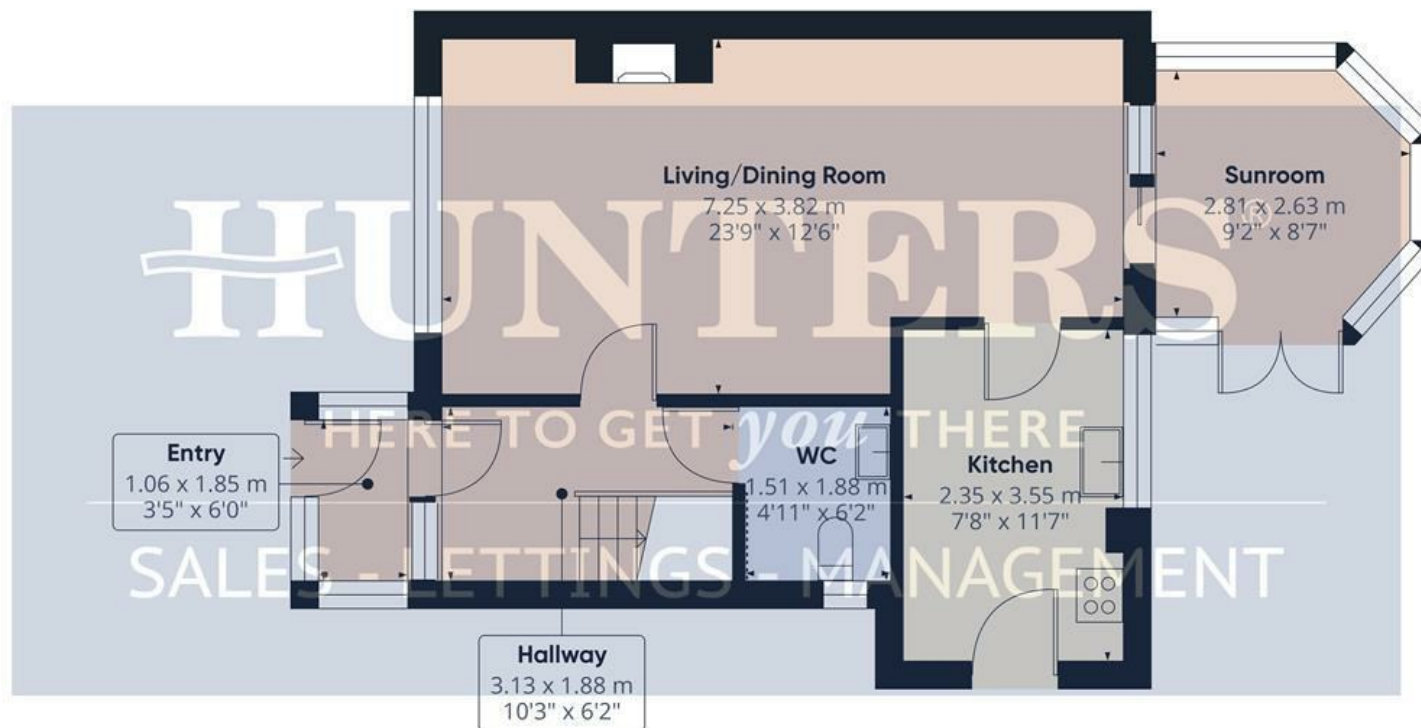 Living/Dining Room
7.25 x 3.82 m
23'9" x 12'6"
Sunroom
2.81 x 2.63 m
9'2" x 8'7"
HUNTERS®
HERE TO GET you THERE
SALES - LETTINGS - MANAGEMENT
Entry
1.06 x 1.85 m
3'5" x 6'0"
WC
1.51 x 1.88 m
4'11" x 6'2"
Kitchen
2.35 x 3.55 m
7'8" x 11'7"
Hallway
3.13 x 1.88 m
10'3" x 6'2"